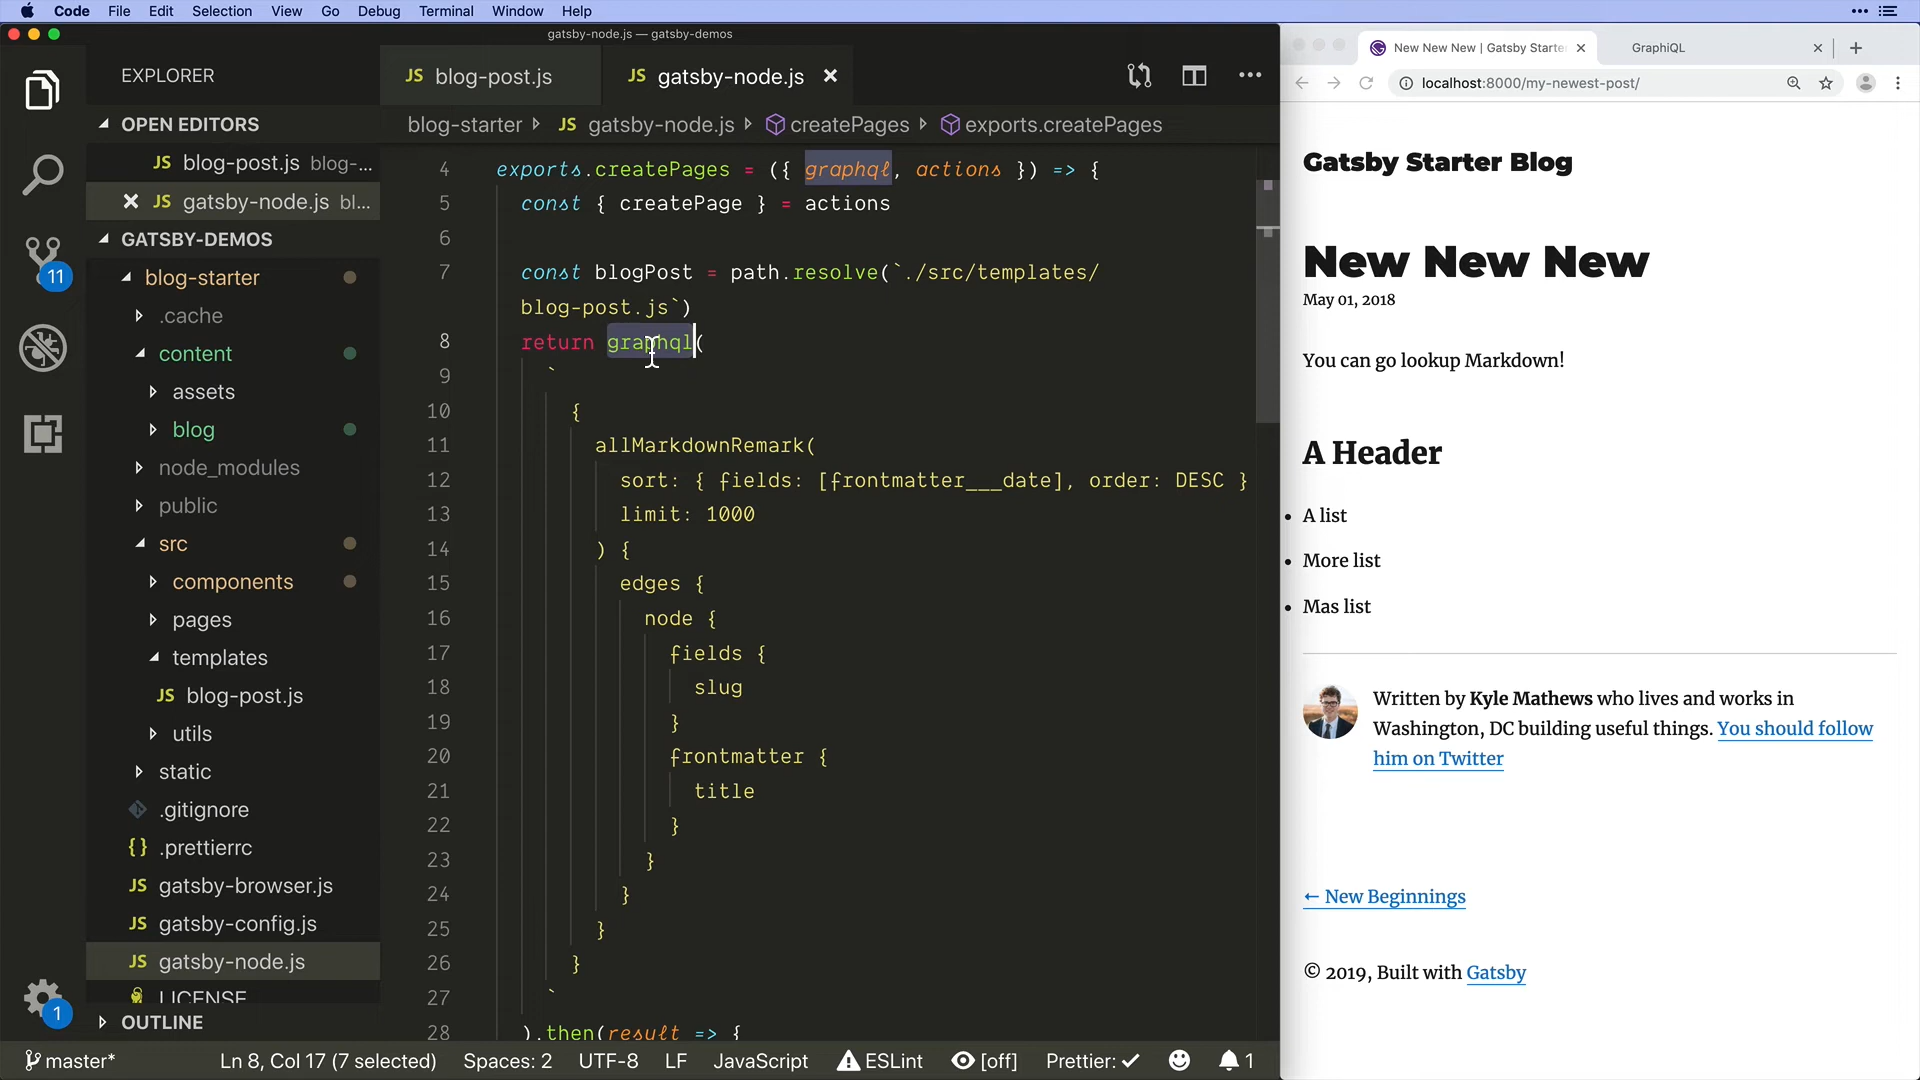 Code File Edit Selection View Go Debug Terminal Window Help
gatsby-node.js — gatsby-demos
EXPLORER
OPEN EDITORS
JS blog-post.js blog-...
JS gatsby-node.js bl...
GATSBY-DEMOS
blog-starter
.cache
content
assets
blog
node_modules
public
src
components
pages
templates
JS blog-post.js
utils
static
.gitignore
{} .prettierrc
JS gatsby-browser.js
JS gatsby-config.js
JS gatsby-node.js
LICENSE
OUTLINE
11
1
JS blog-post.js
JS gatsby-node.js
blog-starter JS gatsby-node.js createPages exports.createPages
4 exports.createPages = ({ graphql, actions }) => {
5 const { createPage } = actions
6
7 const blogPost = path.resolve(`./src/templates/
blog-post.js`)
8 return graphql(
9 `
10 {
11 allMarkdownRemark(
12 sort: { fields: [frontmatter___date], order: DESC }
13 limit: 1000
14 ) {
15 edges {
16 node {
17 fields {
18 slug
19 }
20 frontmatter {
21 title
22 }
23 }
24 }
25 }
26 }
27 `
28 ).then(result => {
master* Ln 8, Col 17 (7 selected) Spaces: 2 UTF-8 LF JavaScript ESLint [off] Prettier: ✓ 1
New New New | Gatsby Starte
GraphiQL
localhost:8000/my-newest-post/
Gatsby Starter Blog
New New New
May 01, 2018
You can go lookup Markdown!
A Header
• A list
• More list
• Mas list
Written by Kyle Mathews who lives and works in
Washington, DC building useful things. You should follow
him on Twitter
← New Beginnings
© 2019, Built with Gatsby